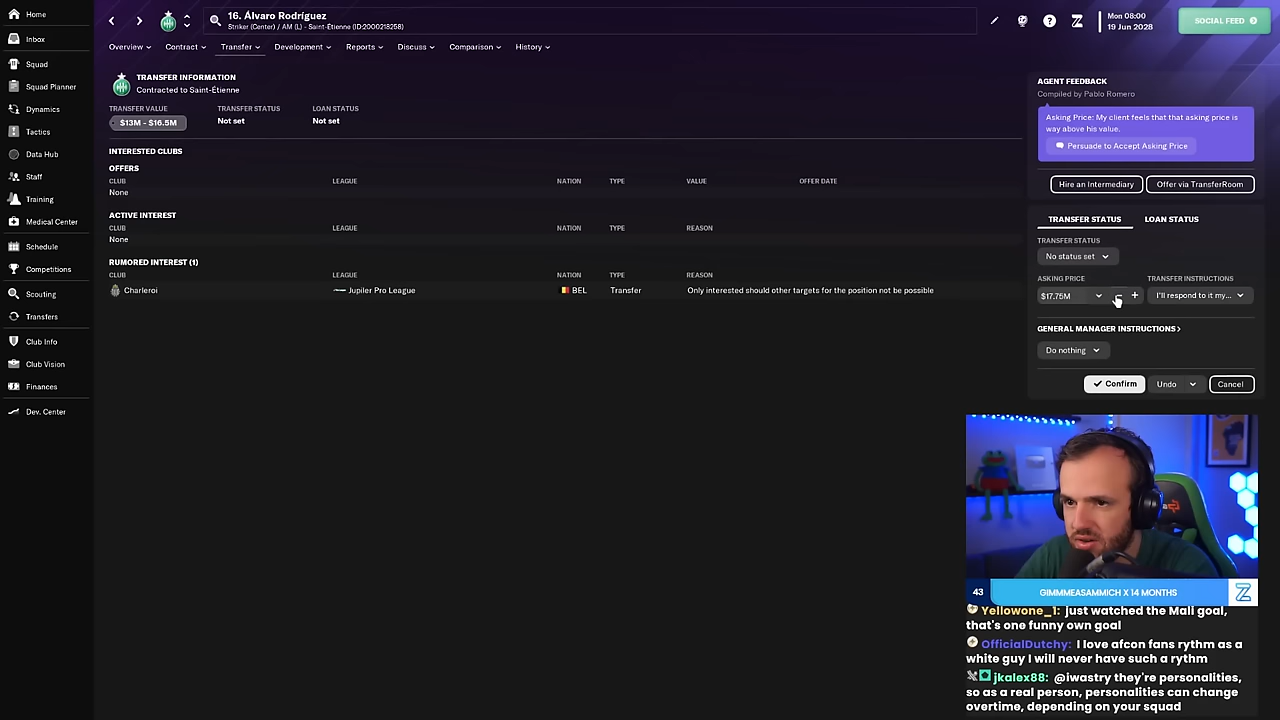 Home
Inbox
Squad
Squad Planner
Dynamics
Tactics
Data Hub
Staff
Training
Medical Center
Schedule
Competitions
Scouting
Transfers
Club Info
Club Vision
Finances
Dev. Center
16. Álvaro Rodríguez
Striker (Center) / AM (L) - Saint-Étienne (ID:2000218258)
Mon 08:00
19 Jun 2028
SOCIAL FEED
Overview
Contract
Transfer
Development
Reports
Discuss
Comparison
History
TRANSFER INFORMATION
Contracted to Saint-Étienne
TRANSFER VALUE
TRANSFER STATUS
LOAN STATUS
$13M - $16.5M
Not set
Not set
INTERESTED CLUBS
OFFERS
CLUB LEAGUE NATION TYPE VALUE OFFER DATE
None
ACTIVE INTEREST
CLUB LEAGUE NATION TYPE REASON
None
RUMORED INTEREST (1)
CLUB LEAGUE NATION TYPE REASON
Charleroi Jupiler Pro League BEL Transfer Only interested should other targets for the position not be possible
AGENT FEEDBACK
Compiled by Pablo Romero
Asking Price: My client feels that that asking price is
way above his value.
Persuade to Accept Asking Price
Hire an Intermediary
Offer via TransferRoom
TRANSFER STATUS
LOAN STATUS
TRANSFER STATUS
No status set
ASKING PRICE
TRANSFER INSTRUCTIONS
$17.75M
I'll respond to it my...
GENERAL MANAGER INSTRUCTIONS >
Do nothing
Confirm
Undo
Cancel
43
GIMMMEASAMMICH X 14 MONTHS
Yellowone_1: just watched the Mali goal,
that's one funny own goal
OfficialDutchy: I love afcon fans rythm as a
white guy I will never have such a rythm
jkalex88: @iwastry they're personalities,
so as a real person, personalities can change
overtime, depending on your squad